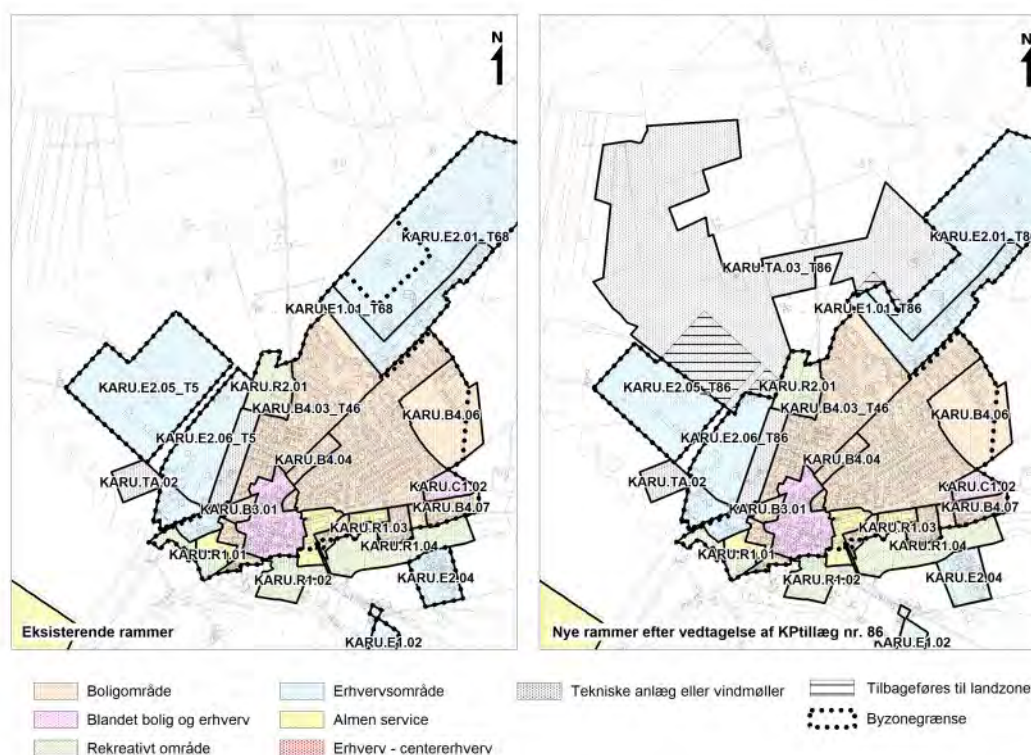 N
KARU.E2.01_T68
KARU.E1.01_T68
KARU.E2.05_T5
KARU.R2.01
KARU.B4.03_T46
KARU.B4.06
KARU.E2.06_T5
KARU.B4.04
KARU.TA.02
KARU.C1.02
KARU.B3.01
KARU.B4.07
KARU.R1.03
KARU.R1.01
KARU.R1.04
KARU.R1.02
KARU.E2.04
KARU.E1.02
Eksisterende rammer
N
KARU.E2.01_T86
KARU.TA.03_T86
KARU.E1.01_T86
KARU.E2.05_T86
KARU.R2.01
KARU.B4.03_T46
KARU.B4.06
KARU.E2.06_T86
KARU.B4.04
KARU.TA.02
KARU.C1.02
KARU.B3.01
KARU.B4.07
KARU.R1.03
KARU.R1.01
KARU.R1.04
KARU.R1.02
KARU.E2.04
KARU.E1.02
Nye rammer efter vedtagelse af KPtillæg nr. 86
Boligområde
Erhvervsområde
Tekniske anlæg eller vindmøller
Tilbageføres til landzone
Blandet bolig og erhverv
Almen service
Byzonegrænse
Rekreativt område
Erhverv - centererhverv